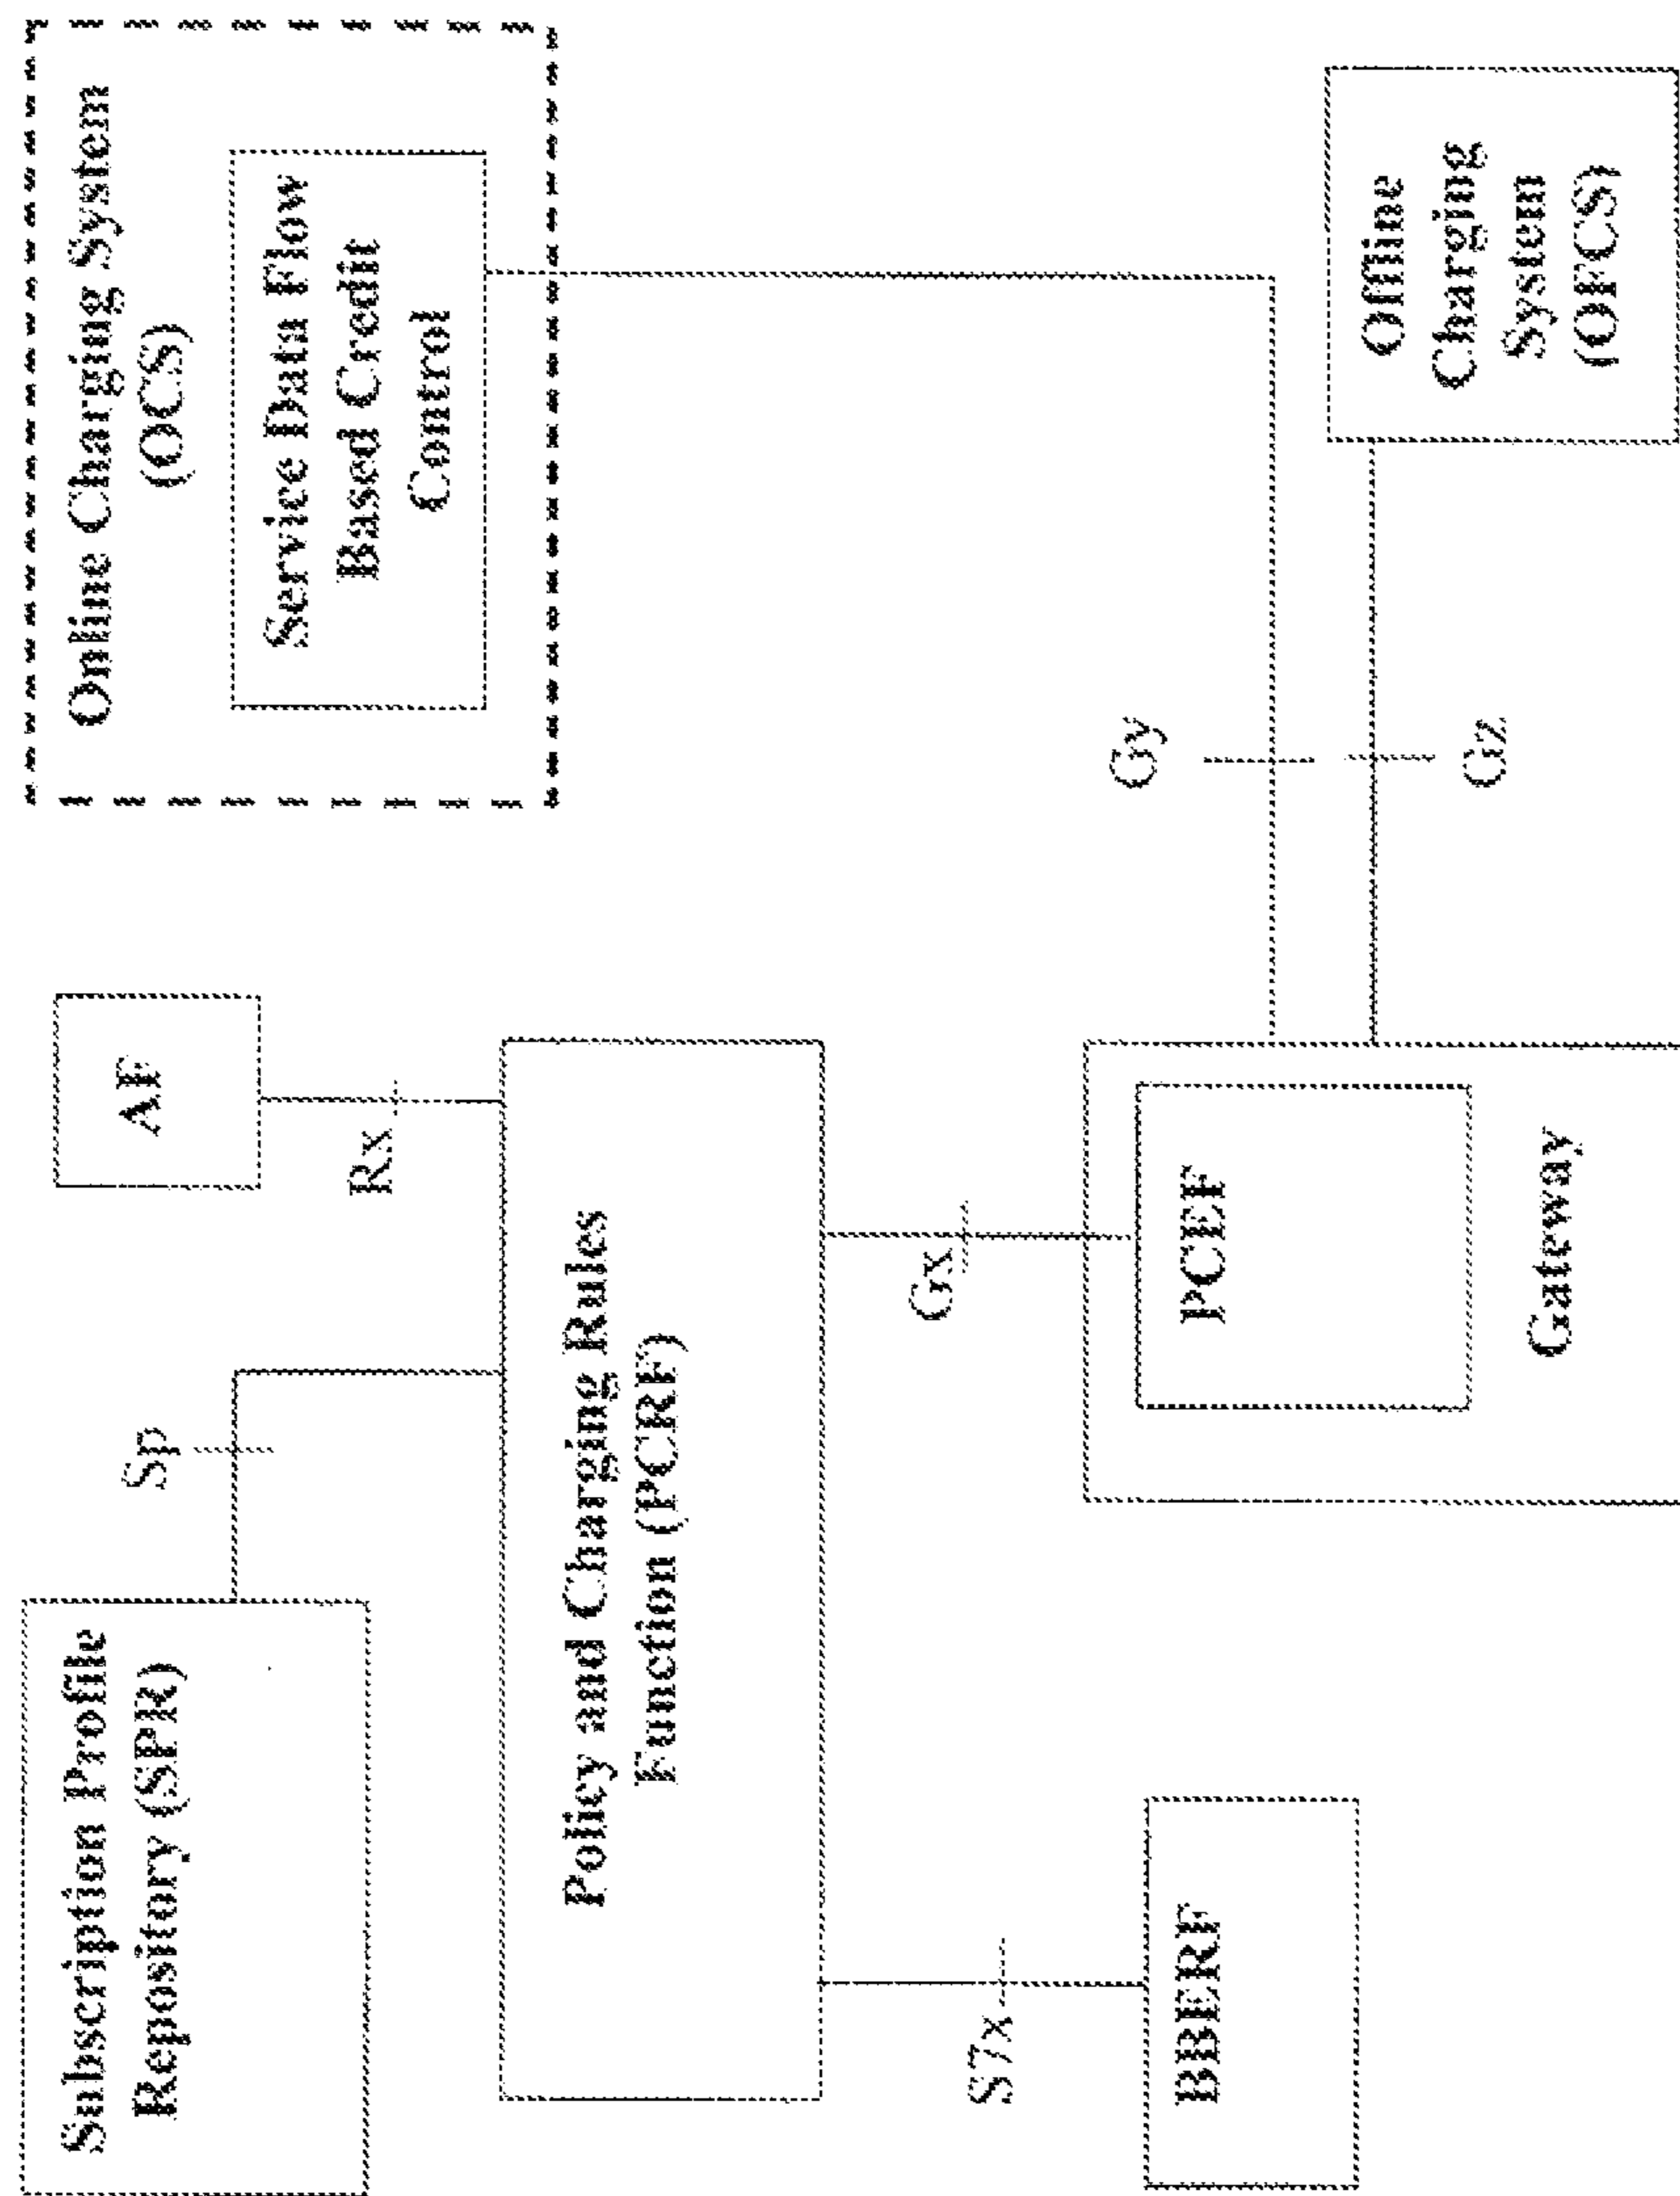 Subscription Profile
Repository (SPR)
Sp
AF
Rx
Online Charging System
(OCS)
Service Data Flow
Based Credit
Control
Policy and Charging Rules
Function (PCRF)
S7x
Gx
Gy
Gz
BBERF
PCEF
Gateway
Offline
Charging
System
(OFCS)